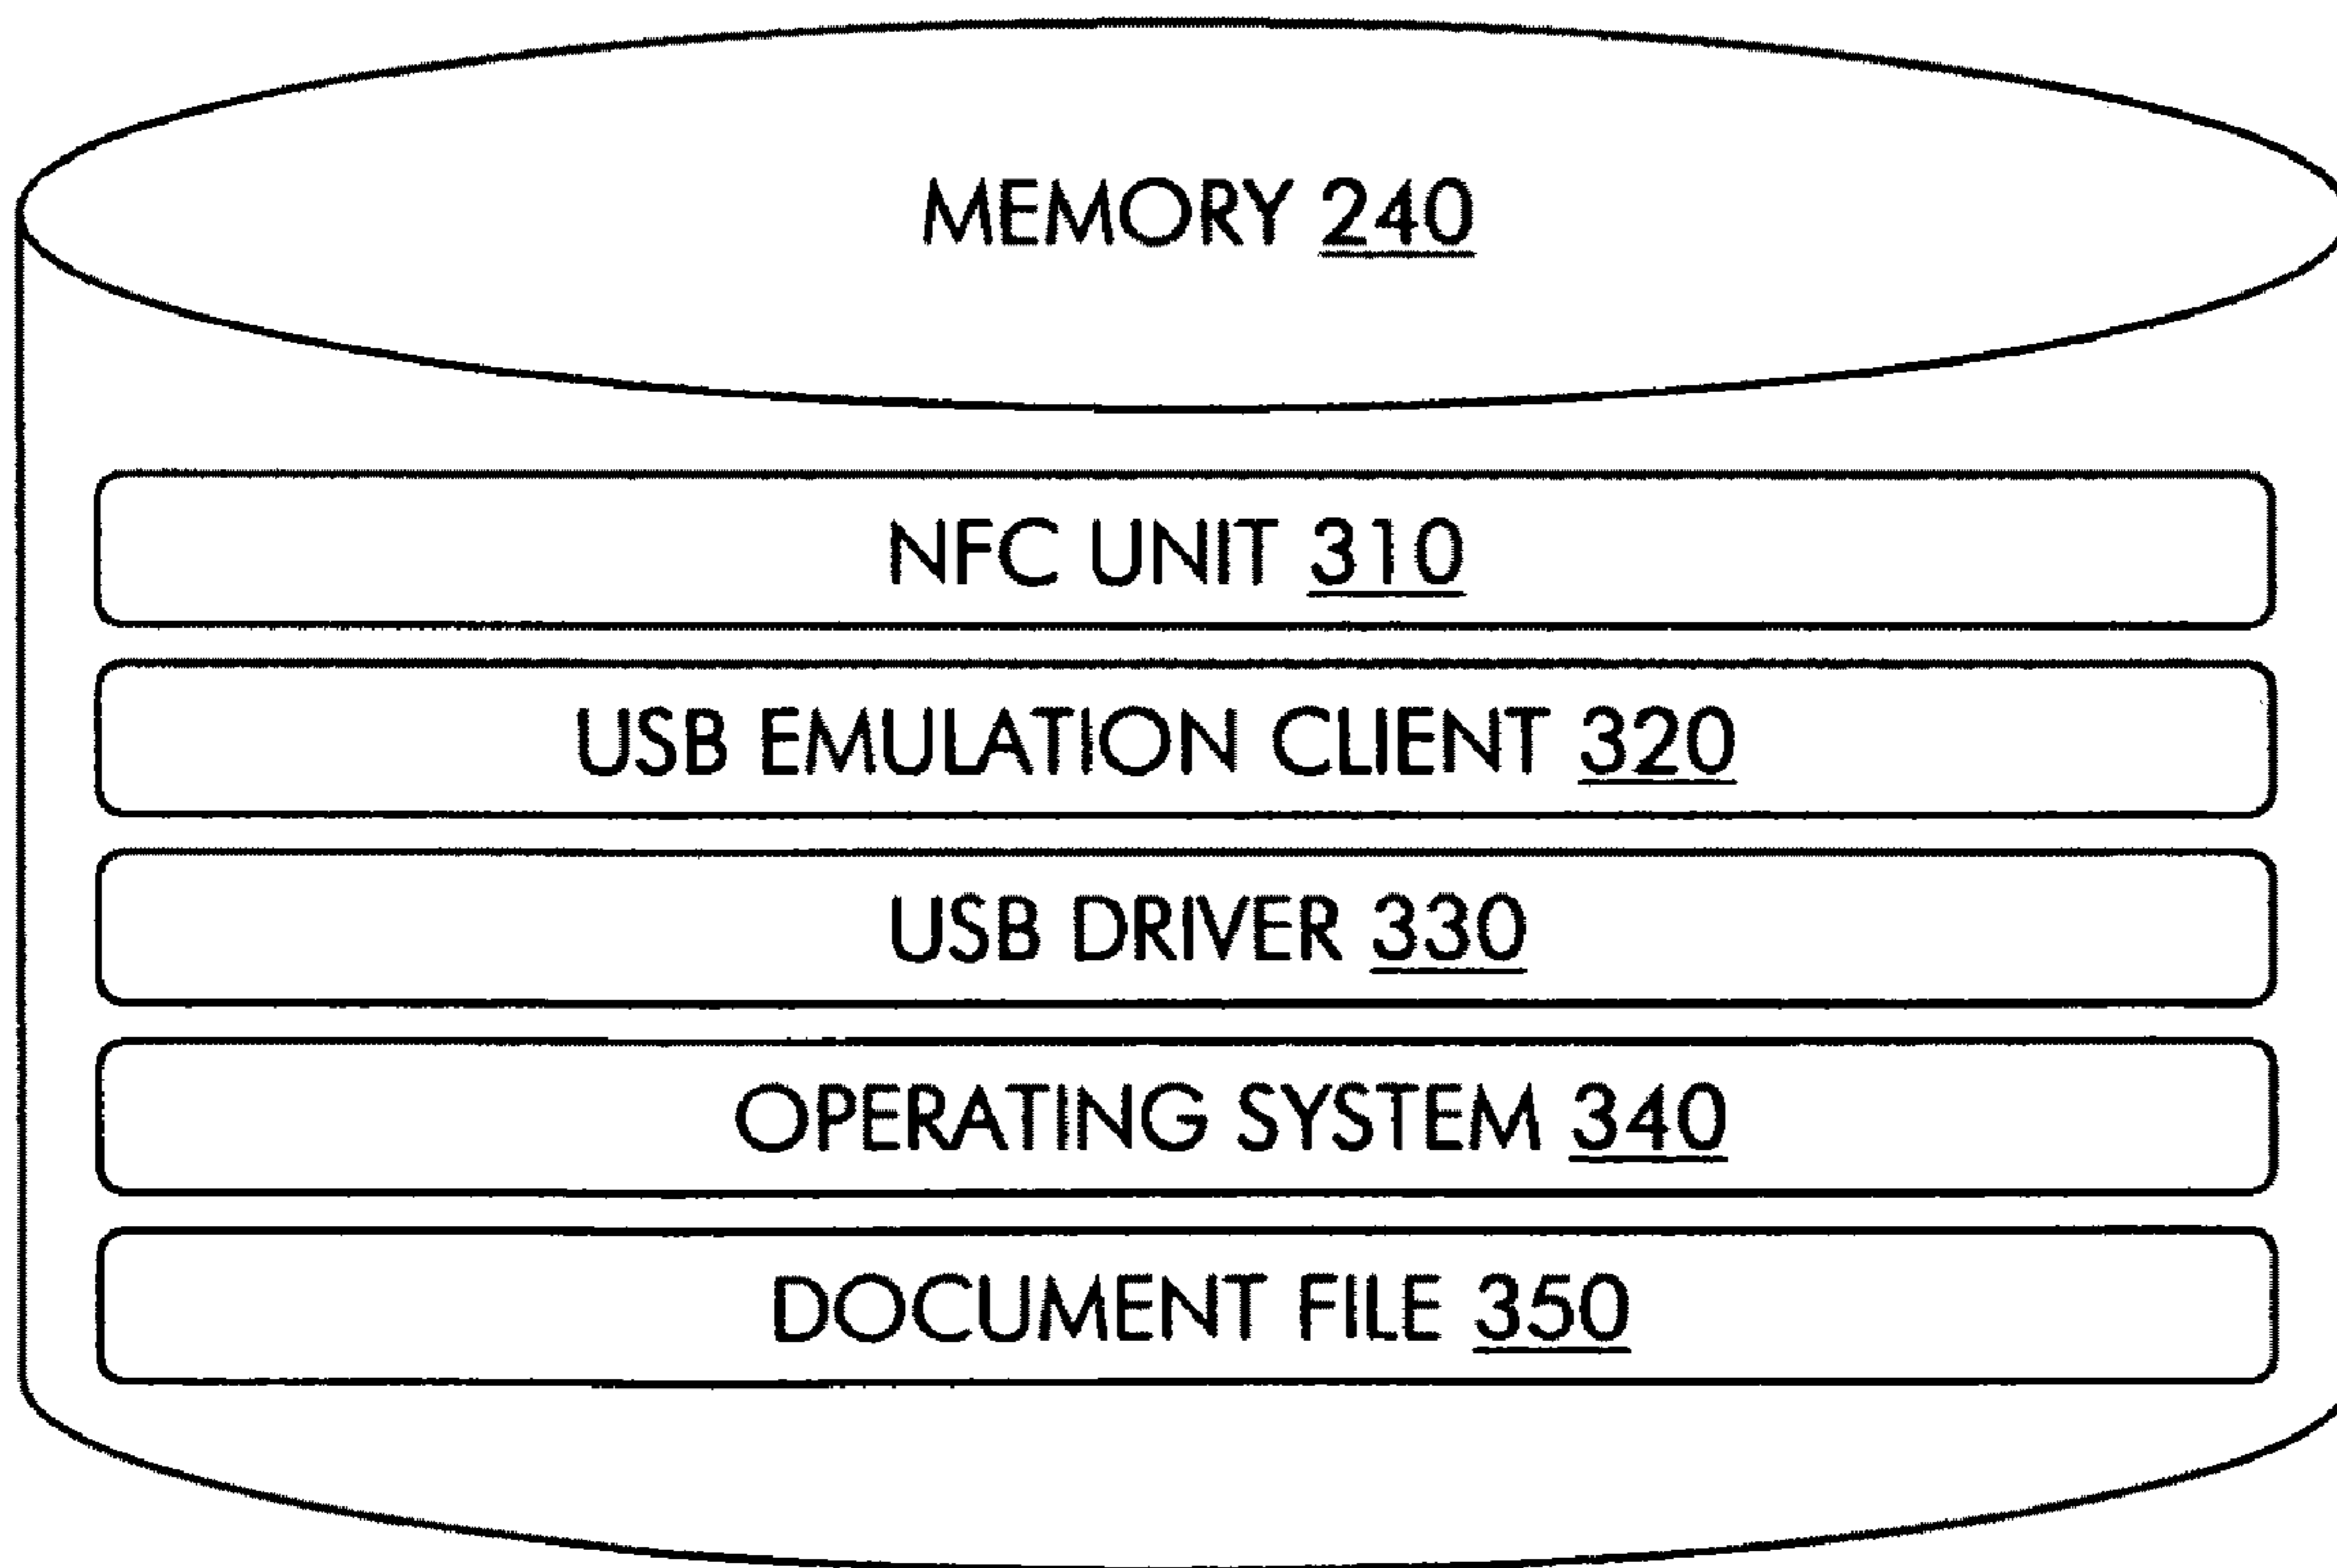 MEMORY 240
NFC UNIT 310
USB EMULATION CLIENT 320
USB DRIVER 330
OPERATING SYSTEM 340
DOCUMENT FILE 350